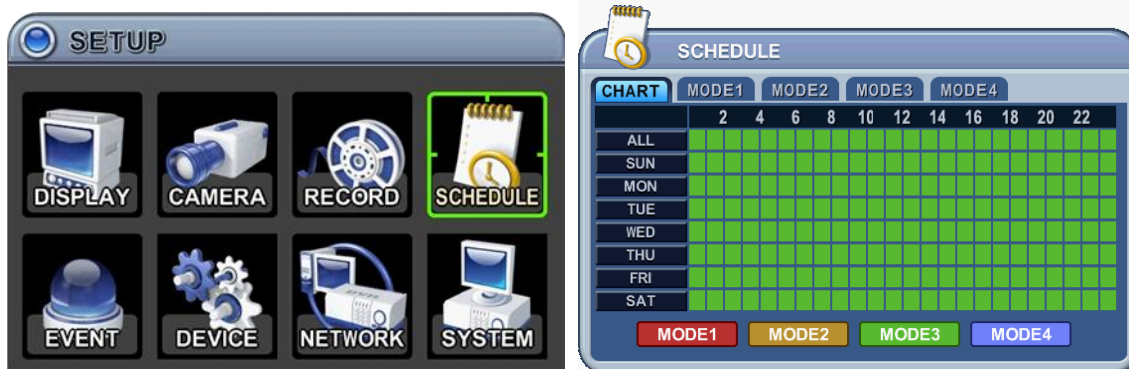 SETUP
DISPLAY CAMERA RECORD SCHEDULE
EVENT DEVICE NETWORK SYSTEM
SCHEDULE
CHART MODE1 MODE2 MODE3 MODE4
2 4 6 8 10 12 14 16 18 20 22
ALL
SUN
MON
TUE
WED
THU
FRI
SAT
MODE1 MODE2 MODE3 MODE4